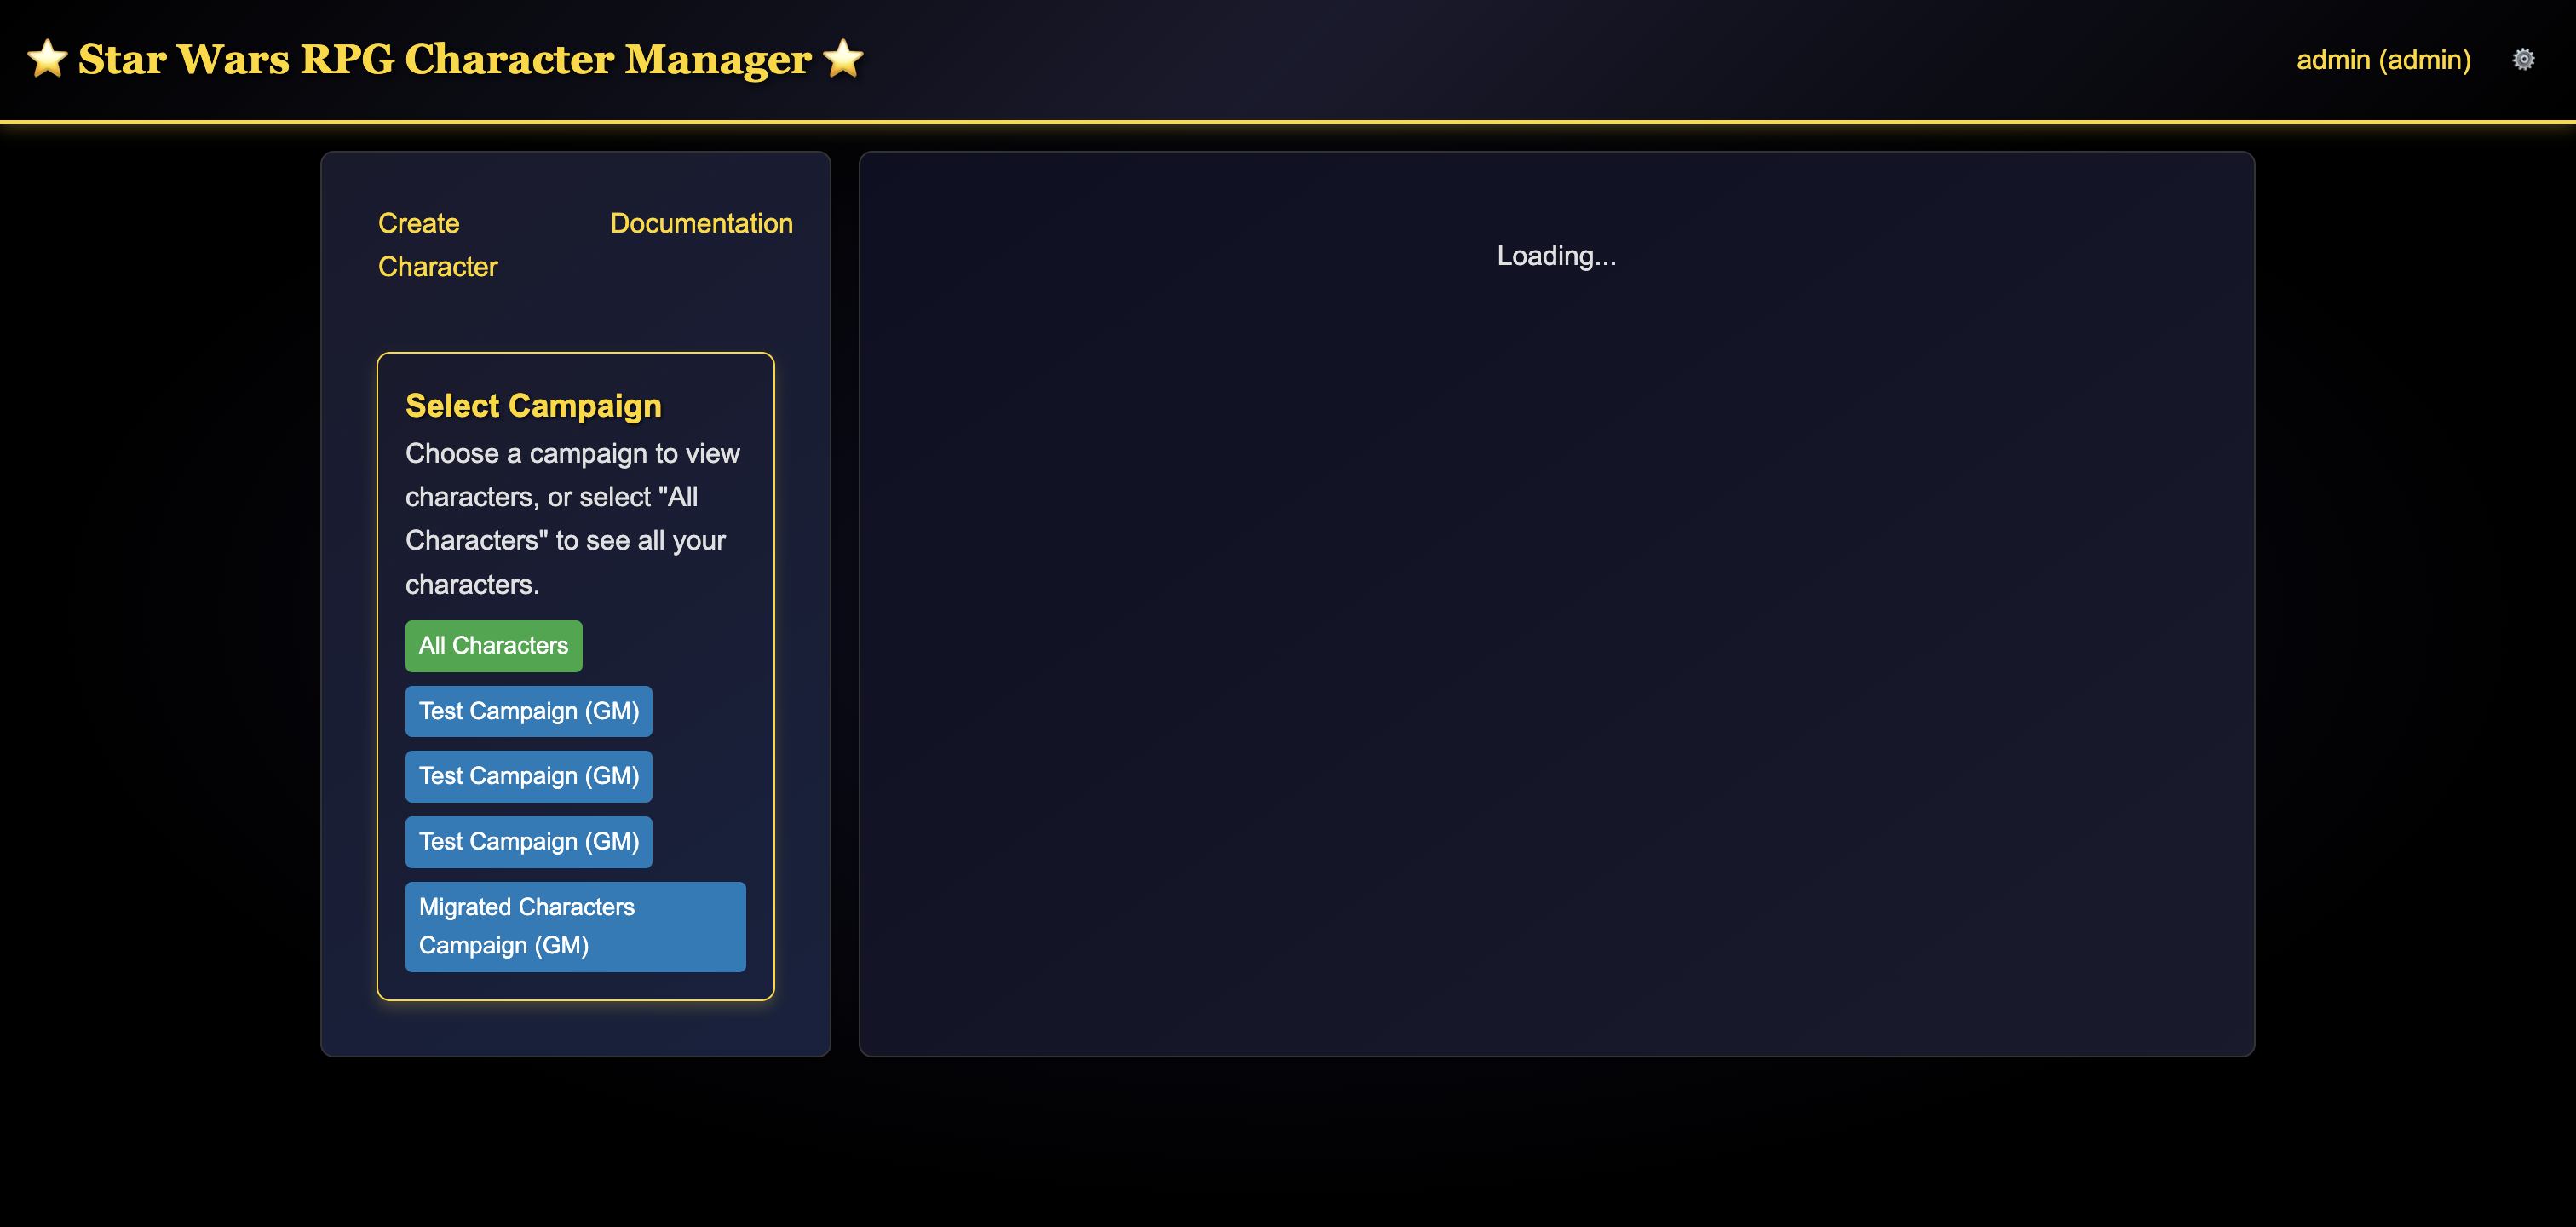 ⭐ Star Wars RPG Character Manager ⭐
admin (admin) ⚙️
Create
Character
Documentation
Select Campaign
Choose a campaign to view
characters, or select "All
Characters" to see all your
characters.
All Characters
Test Campaign (GM)
Test Campaign (GM)
Test Campaign (GM)
Migrated Characters
Campaign (GM)
Loading...